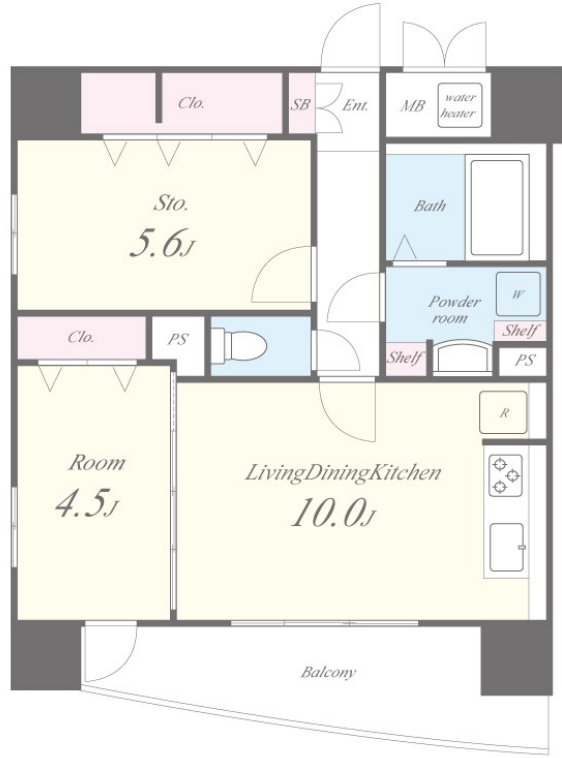 Clo.
SB
Ent.
MB
water
heater
Sto.
5.6J
Bath
Powder
room
W
Shelf
Clo.
PS
Shelf
PS
R
Room
4.5J
LivingDiningKitchen
10.0J
Balcony